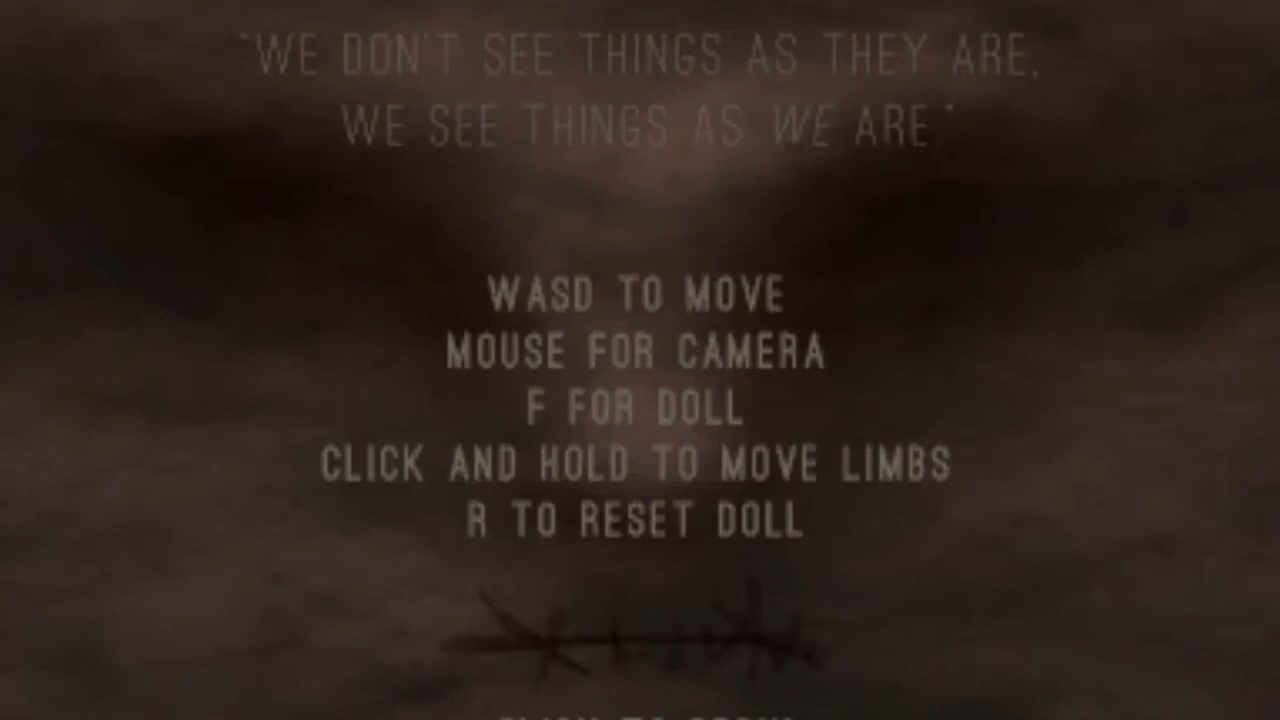 "WE DON'T SEE THINGS AS THEY ARE,
WE SEE THINGS AS WE ARE."
WASD TO MOVE
MOUSE FOR CAMERA
F FOR DOLL
CLICK AND HOLD TO MOVE LIMBS
R TO RESET DOLL